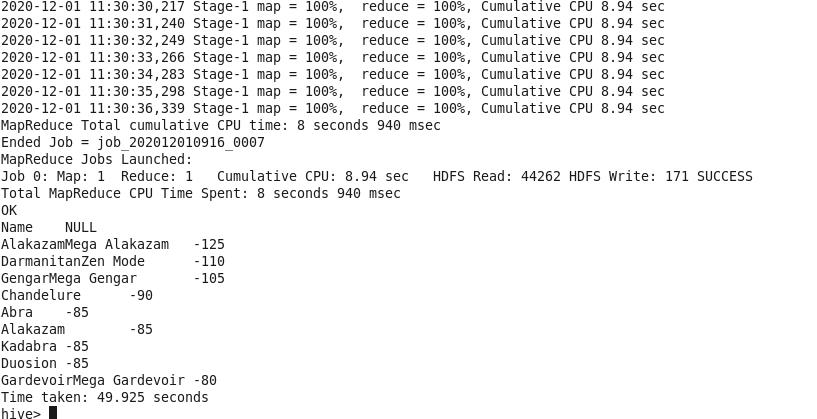 2020-12-01 11:30:30,217 Stage-1 map = 100%,  reduce = 100%, Cumulative CPU 8.94 sec
2020-12-01 11:30:31,240 Stage-1 map = 100%,  reduce = 100%, Cumulative CPU 8.94 sec
2020-12-01 11:30:32,249 Stage-1 map = 100%,  reduce = 100%, Cumulative CPU 8.94 sec
2020-12-01 11:30:33,266 Stage-1 map = 100%,  reduce = 100%, Cumulative CPU 8.94 sec
2020-12-01 11:30:34,283 Stage-1 map = 100%,  reduce = 100%, Cumulative CPU 8.94 sec
2020-12-01 11:30:35,298 Stage-1 map = 100%,  reduce = 100%, Cumulative CPU 8.94 sec
2020-12-01 11:30:36,339 Stage-1 map = 100%,  reduce = 100%, Cumulative CPU 8.94 sec
MapReduce Total cumulative CPU time: 8 seconds 940 msec
Ended Job = job_202012010916_0007
MapReduce Jobs Launched:
Job 0: Map: 1  Reduce: 1   Cumulative CPU: 8.94 sec   HDFS Read: 44262 HDFS Write: 171 SUCCESS
Total MapReduce CPU Time Spent: 8 seconds 940 msec
OK
Name    NULL
AlakazamMega Alakazam   -125
DarmanitanZen Mode      -110
GengarMega Gengar       -105
Chandelure      -90
Abra    -85
Alakazam        -85
Kadabra -85
Duosion -85
GardevoirMega Gardevoir -80
Time taken: 49.925 seconds
hive>